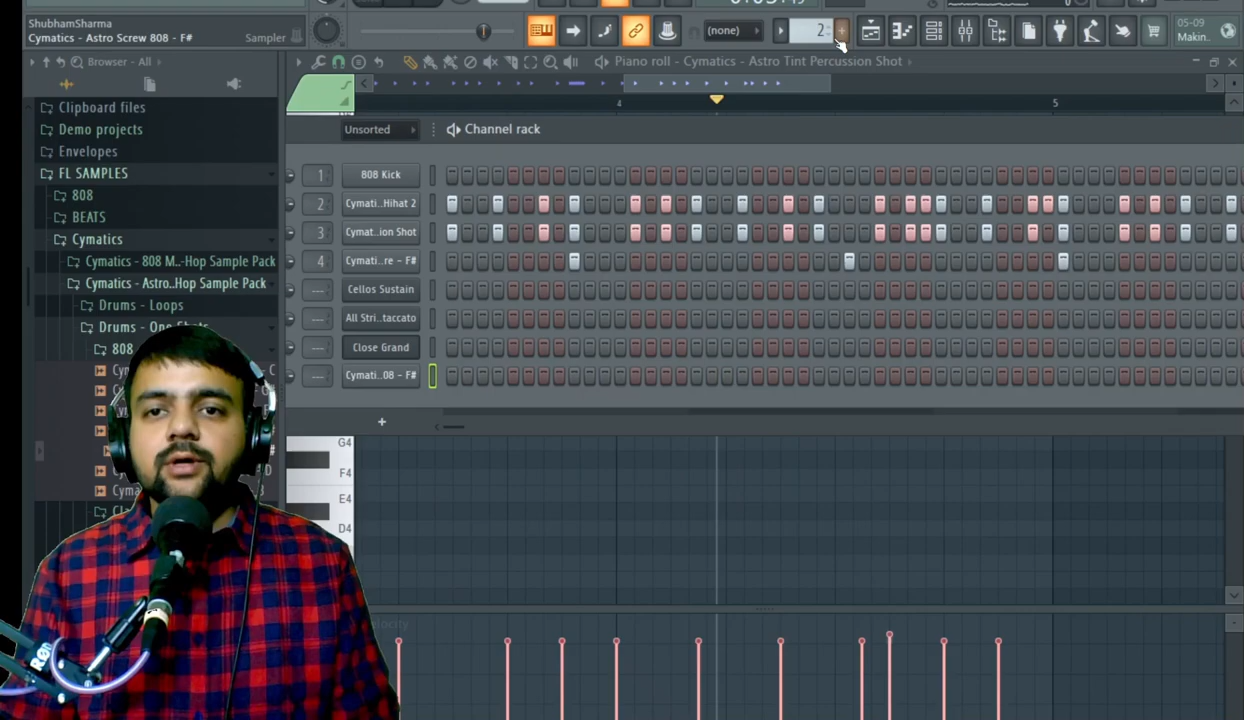 ShubhamSharma
Cymatics - Astro Screw 808 - F# Sampler
(none)
2
05-09
Makin..
Browser - All
Piano roll - Cymatics - Astro Tint Percussion Shot
4 5
Clipboard files
Demo projects
Envelopes
FL SAMPLES
808
BEATS
Cymatics
Cymatics - 808 M..-Hop Sample Pack
Cymatics - Astro..Hop Sample Pack
Drums - Loops
Drums - One Shots
808
Unsorted
Channel rack
1 808 Kick
2 Cymati..Hihat 2
3 Cymat..ion Shot
4 Cymati..re - F#
Cellos Sustain
All Stri..taccato
Close Grand
Cymati..08 - F#
G4
F4
E4
D4